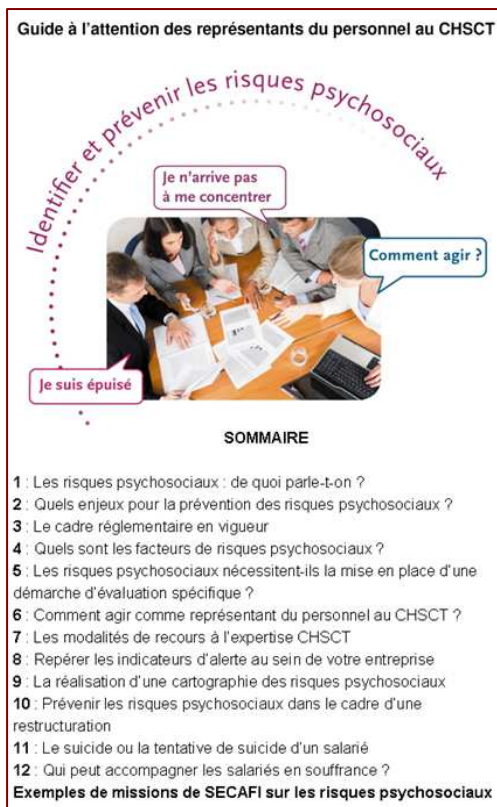 Guide à l'attention des représentants du personnel au CHSCT
Identifier et prévenir les risques psychosociaux
Je n'arrive pas
à me concentrer
Comment agir ?
Je suis épuisé
SOMMAIRE
1 : Les risques psychosociaux : de quoi parle-t-on ?
2 : Quels enjeux pour la prévention des risques psychosociaux ?
3 : Le cadre réglementaire en vigueur
4 : Quels sont les facteurs de risques psychosociaux ?
5 : Les risques psychosociaux nécessitent-ils la mise en place d'une
démarche d'évaluation spécifique ?
6 : Comment agir comme représentant du personnel au CHSCT ?
7 : Les modalités de recours à l'expertise CHSCT
8 : Repérer les indicateurs d'alerte au sein de votre entreprise
9 : La réalisation d'une cartographie des risques psychosociaux
10 : Prévenir les risques psychosociaux dans le cadre d'une
restructuration
11 : Le suicide ou la tentative de suicide d'un salarié
12 : Qui peut accompagner les salariés en souffrance ?
Exemples de missions de SECAFI sur les risques psychosociaux